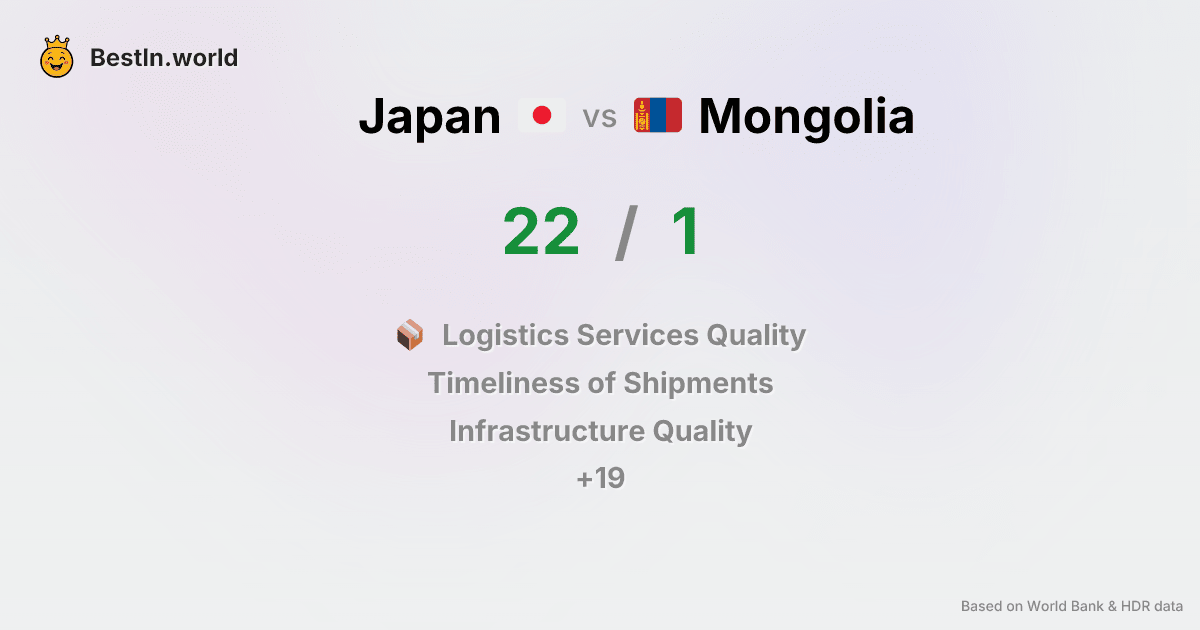 BestIn.world
Japan vs Mongolia
22 / 1
Logistics Services Quality
Timeliness of Shipments
Infrastructure Quality
+19
Based on World Bank & HDR data